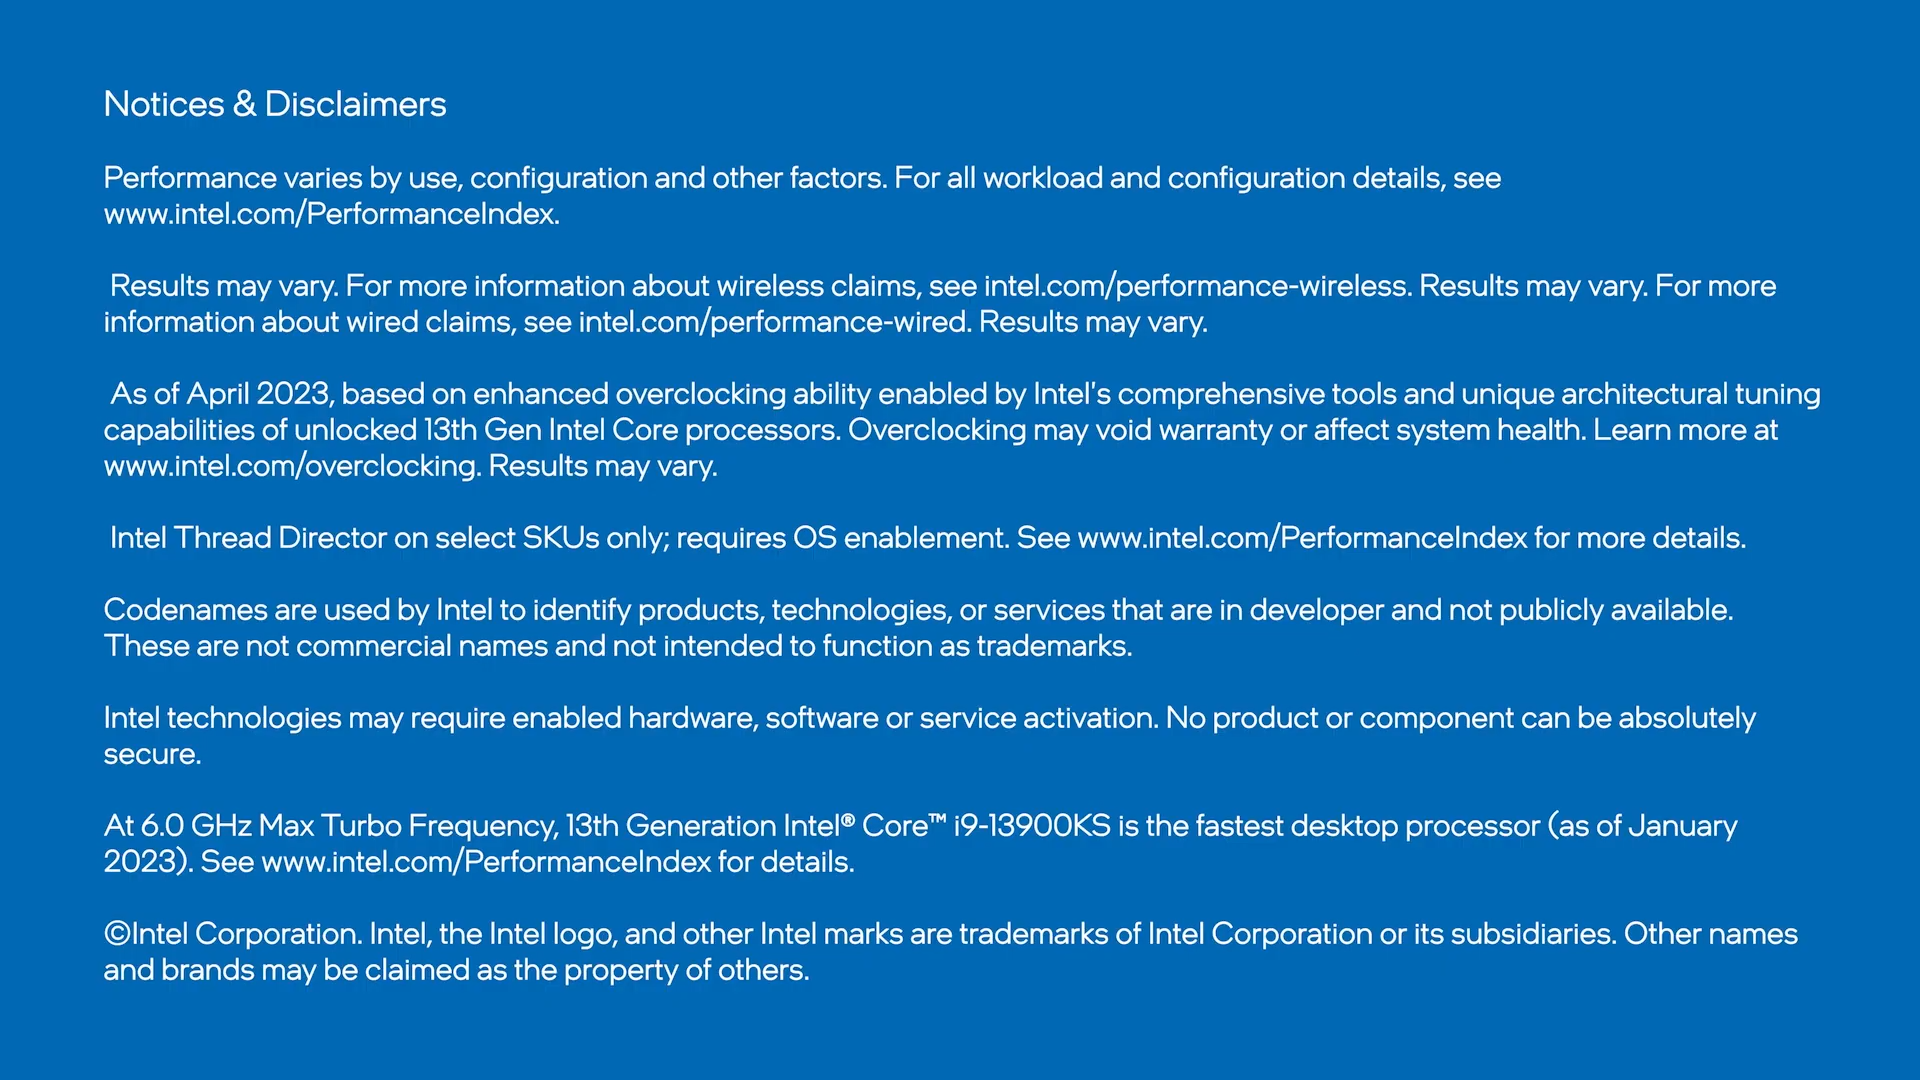 Notices & Disclaimers
Performance varies by use, configuration and other factors. For all workload and configuration details, see
www.intel.com/PerformanceIndex.
Results may vary. For more information about wireless claims, see intel.com/performance-wireless. Results may vary. For more
information about wired claims, see intel.com/performance-wired. Results may vary.
As of April 2023, based on enhanced overclocking ability enabled by Intel's comprehensive tools and unique architectural tuning
capabilities of unlocked 13th Gen Intel Core processors. Overclocking may void warranty or affect system health. Learn more at
www.intel.com/overclocking. Results may vary.
Intel Thread Director on select SKUs only; requires OS enablement. See www.intel.com/PerformanceIndex for more details.
Codenames are used by Intel to identify products, technologies, or services that are in developer and not publicly available.
These are not commercial names and not intended to function as trademarks.
Intel technologies may require enabled hardware, software or service activation. No product or component can be absolutely
secure.
At 6.0 GHz Max Turbo Frequency, 13th Generation Intel® Core™ i9-13900KS is the fastest desktop processor (as of January
2023). See www.intel.com/PerformanceIndex for details.
©Intel Corporation. Intel, the Intel logo, and other Intel marks are trademarks of Intel Corporation or its subsidiaries. Other names
and brands may be claimed as the property of others.